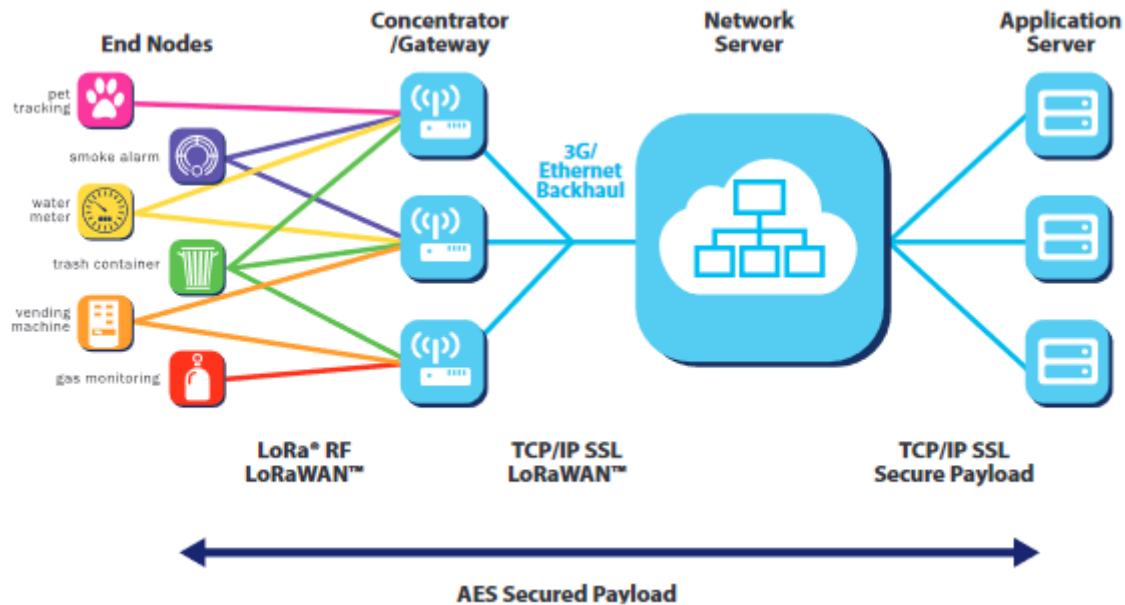 End Nodes
Concentrator
/Gateway
Network
Server
Application
Server
pet
tracking
smoke alarm
water
meter
trash container
vending
machine
gas monitoring
3G/
Ethernet
Backhaul
LoRa® RF
LoRaWAN™
TCP/IP SSL
LoRaWAN™
TCP/IP SSL
Secure Payload
AES Secured Payload